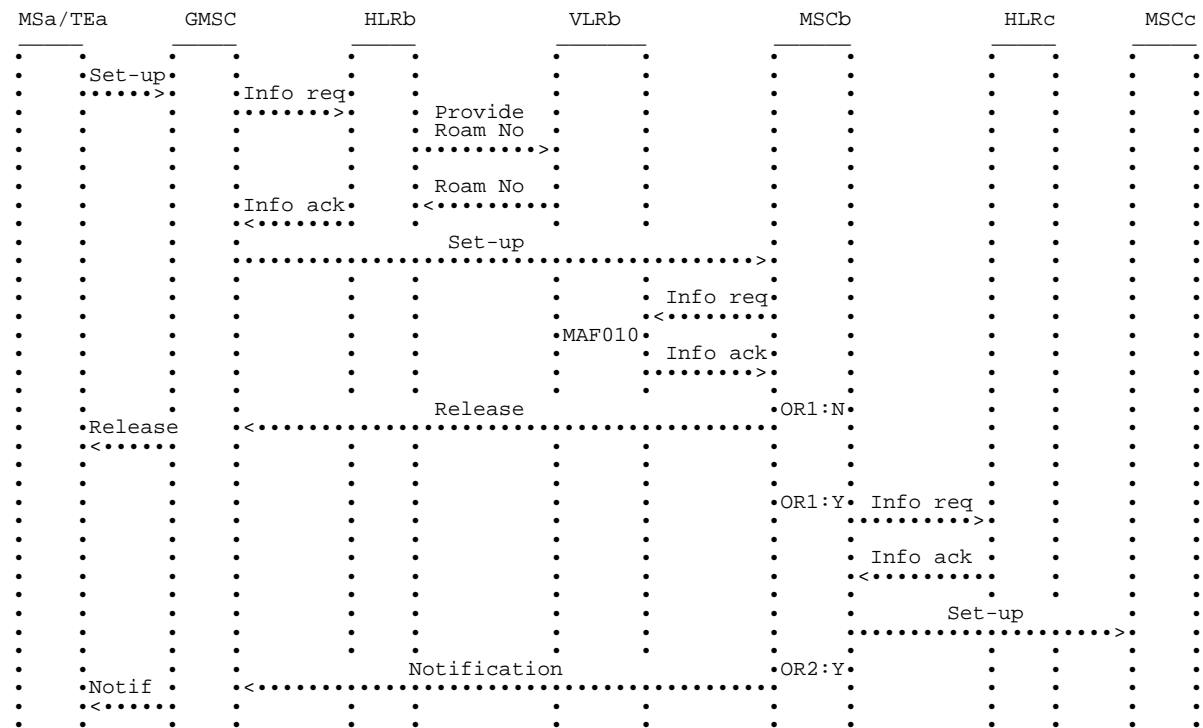 MSa/TEa GMSC HLRb VLRb MSCb HLRc MSCc
Set-up
Info req
Provide
Roam No
Roam No
Info ack
Set-up
Info req
MAF010
Info ack
Release OR1:N
Release
OR1:Y Info req
Info ack
Set-up
Notification OR2:Y
Notif